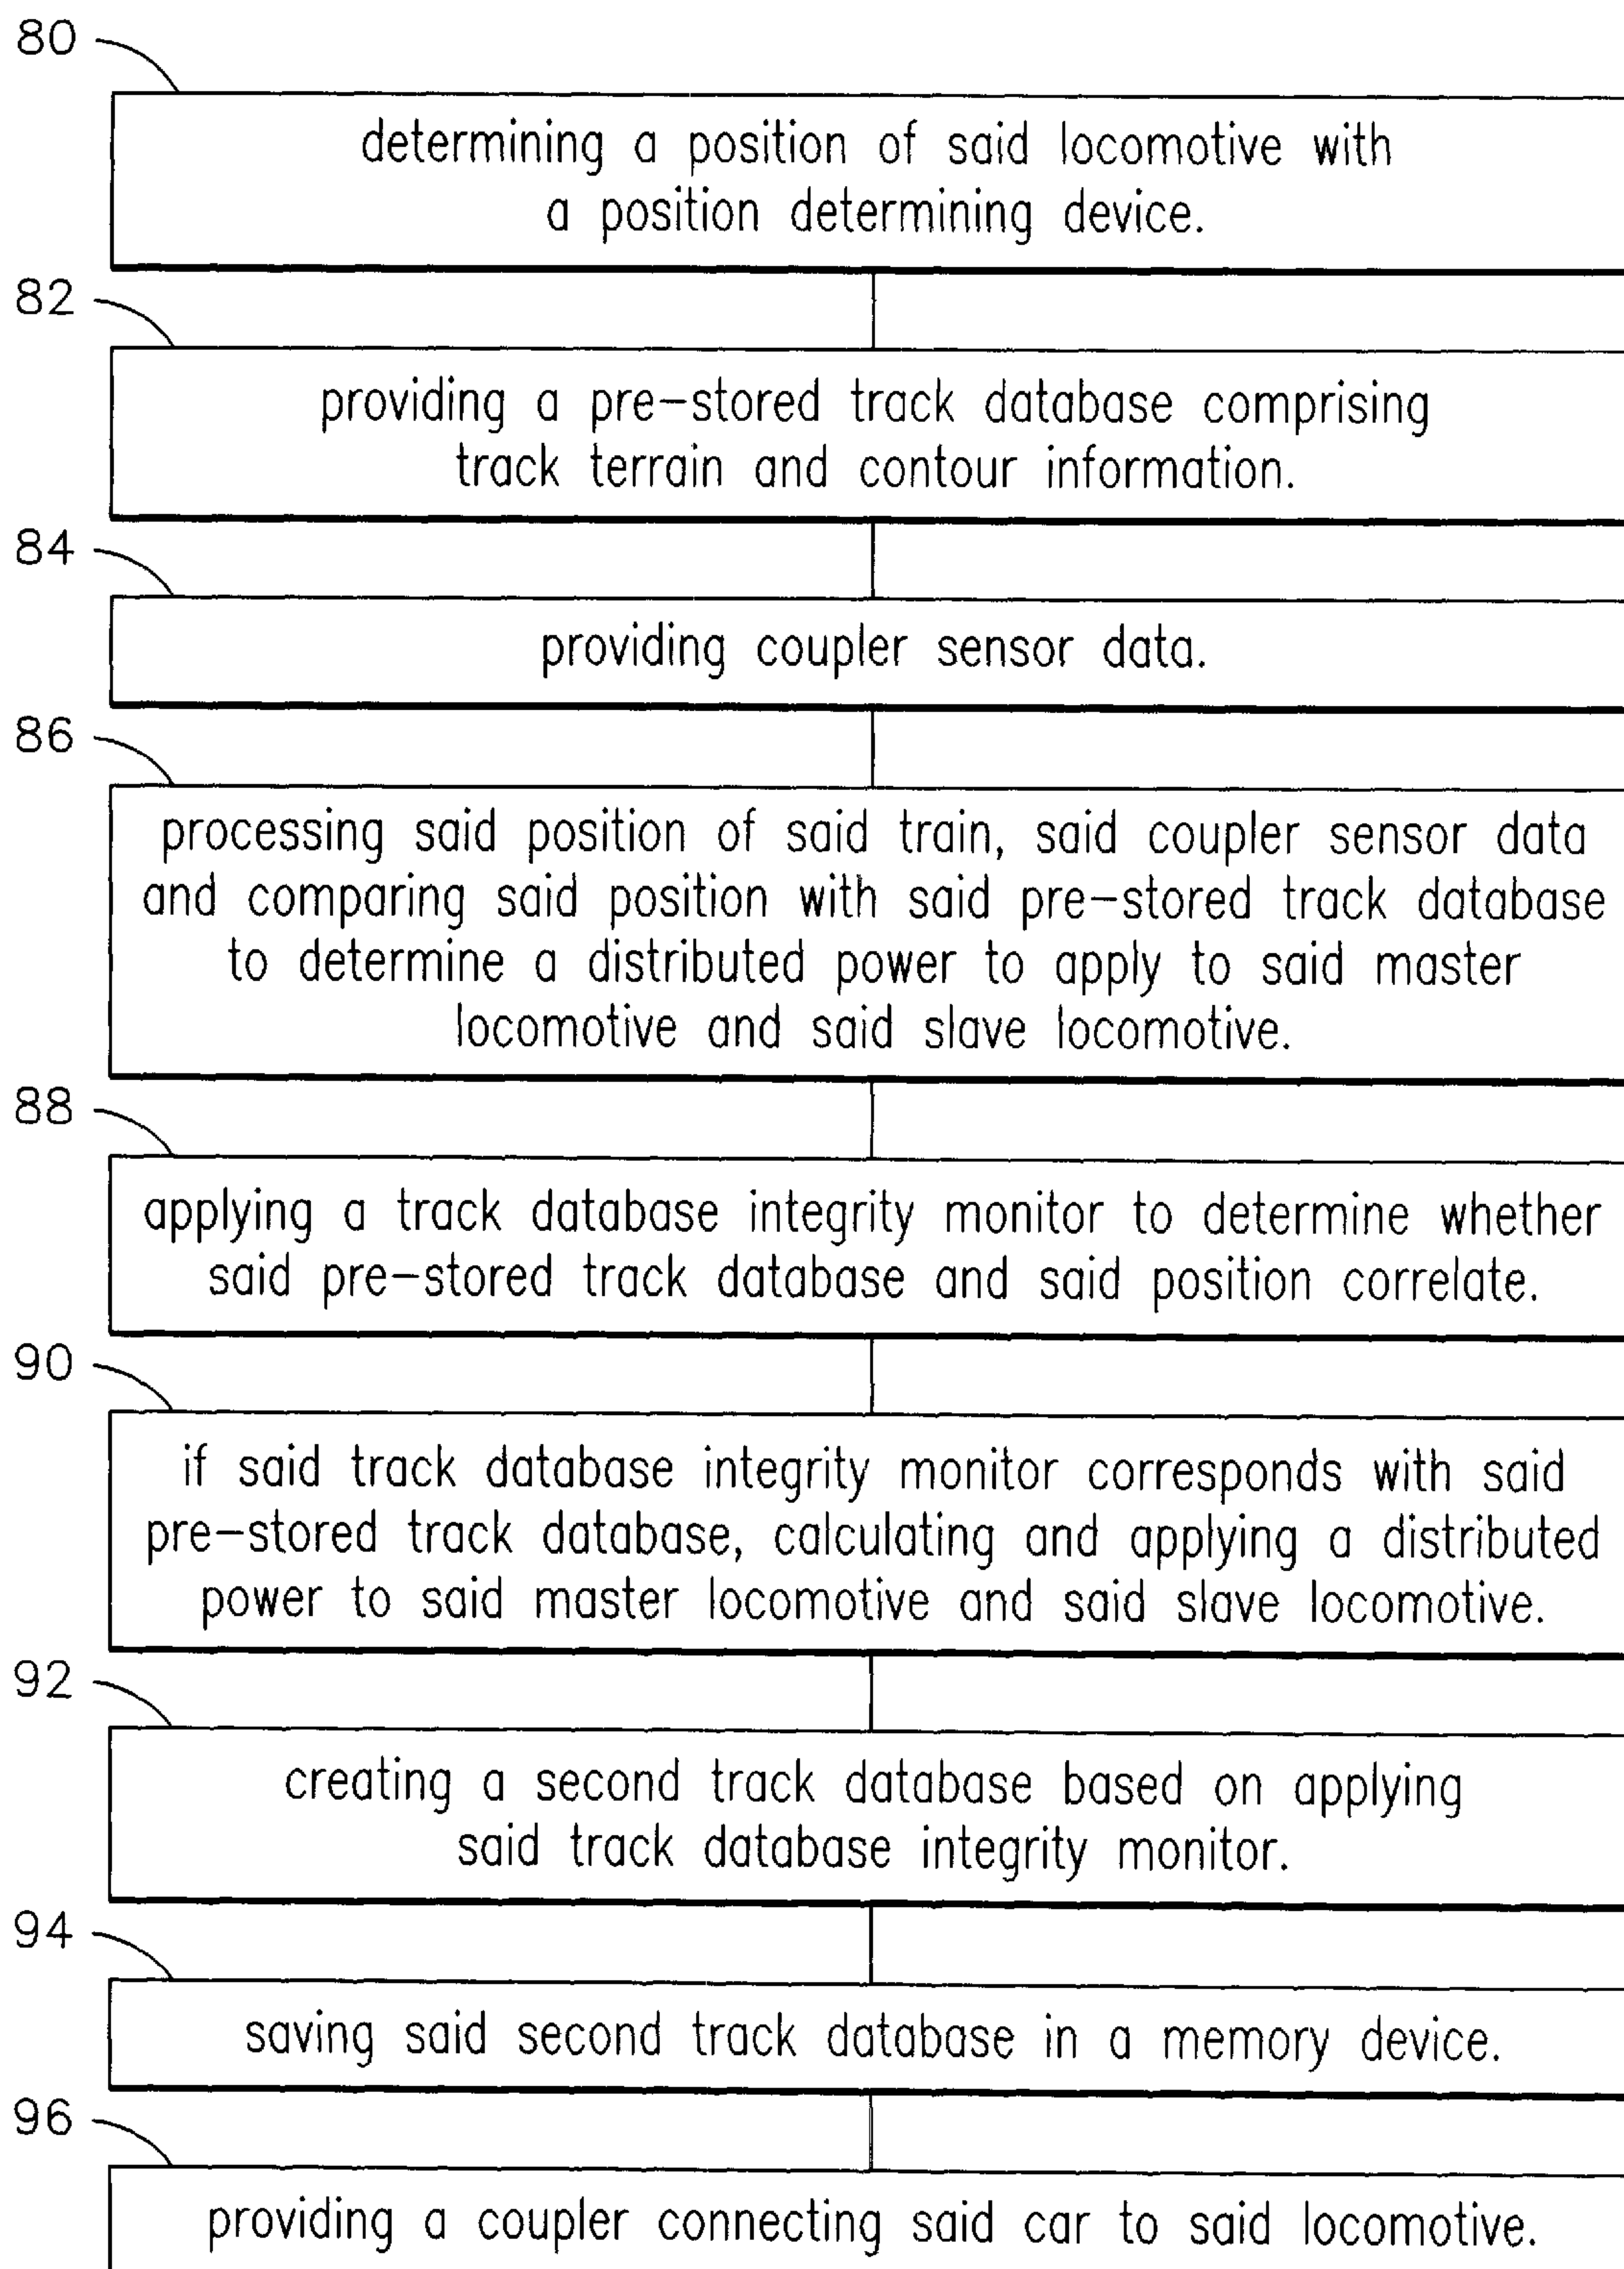 80
determining a position of said locomotive with
a position determining device.
82
providing a pre-stored track database comprising
track terrain and contour information.
84
providing coupler sensor data.
86
processing said position of said train, said coupler sensor data
and comparing said position with said pre-stored track database
to determine a distributed power to apply to said master
locomotive and said slave locomotive.
88
applying a track database integrity monitor to determine whether
said pre-stored track database and said position correlate.
90
if said track database integrity monitor corresponds with said
pre-stored track database, calculating and applying a distributed
power to said master locomotive and said slave locomotive.
92
creating a second track database based on applying
said track database integrity monitor.
94
saving said second track database in a memory device.
96
providing a coupler connecting said car to said locomotive.